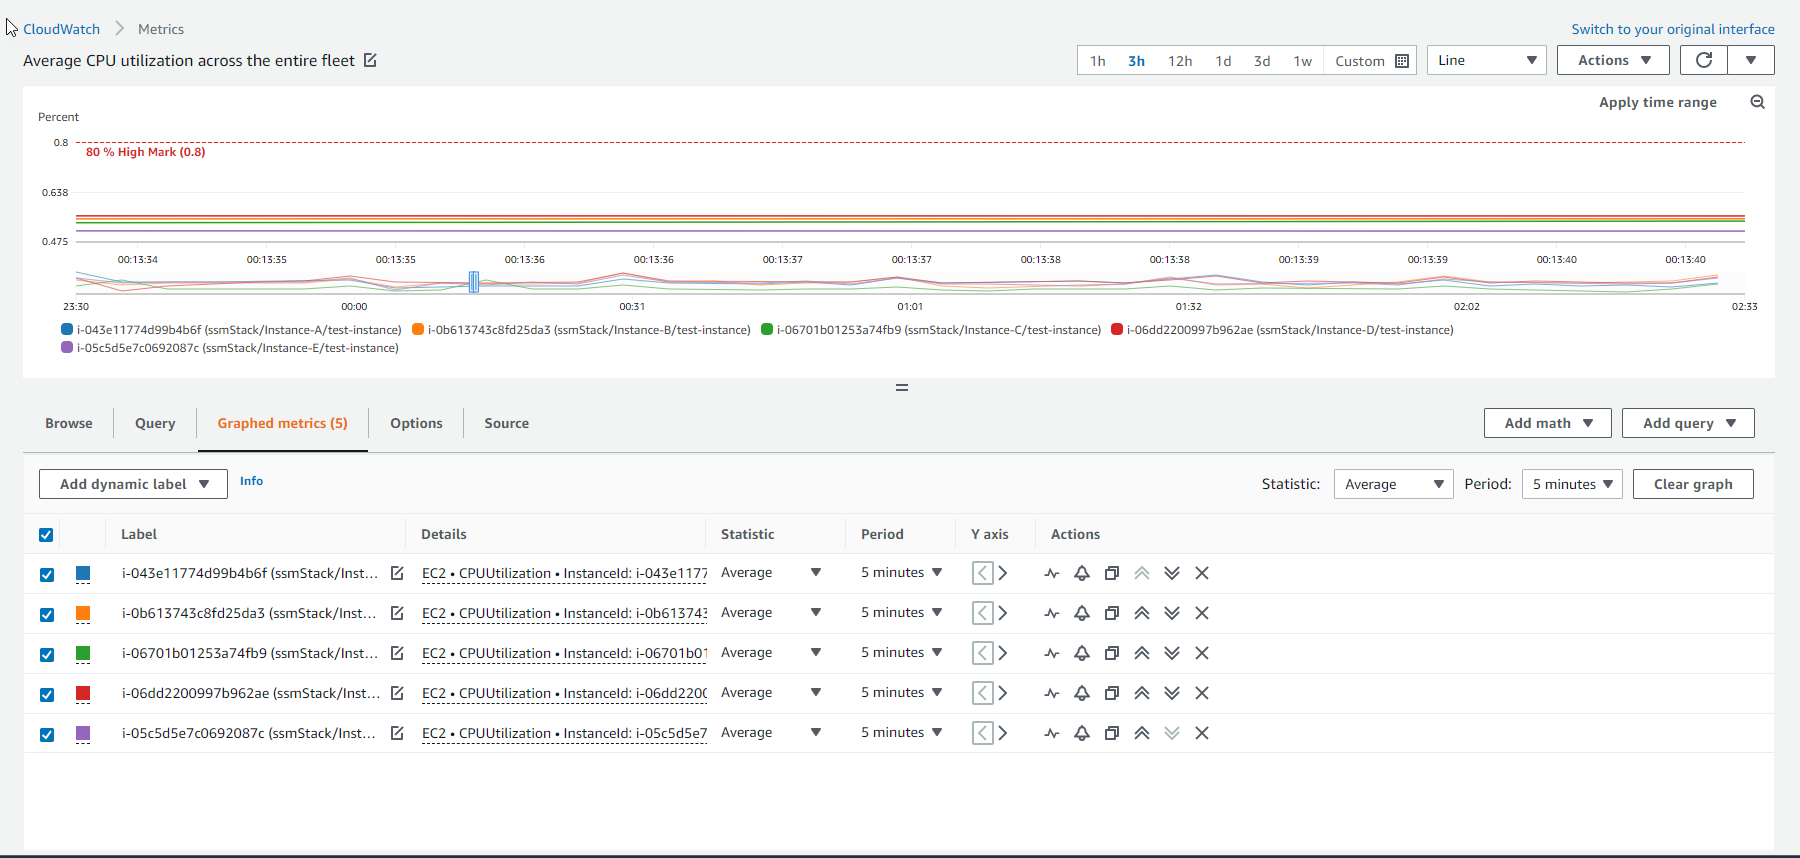 CloudWatch > Metrics
Switch to your original interface
Average CPU utilization across the entire fleet
1h 3h 12h 1d 3d 1w Custom Line Actions
Apply time range
Percent
0.8
80 % High Mark (0.8)
0.638
0.475
00:13:34 00:13:35 00:13:35 00:13:36 00:13:36 00:13:37 00:13:37 00:13:38 00:13:38 00:13:39 00:13:39 00:13:40 00:13:40
23:30 00:00 00:31 01:01 01:32 02:02 02:33
i-043e11774d99b4b6f (ssmStack/Instance-A/test-instance) i-0b613743c8fd25da3 (ssmStack/Instance-B/test-instance) i-06701b01253a74fb9 (ssmStack/Instance-C/test-instance) i-06dd2200997b962ae (ssmStack/Instance-D/test-instance)
i-05c5d5e7c0692087c (ssmStack/Instance-E/test-instance)
Browse Query Graphed metrics (5) Options Source Add math Add query
Add dynamic label Info Statistic: Average Period: 5 minutes Clear graph
Label Details Statistic Period Y axis Actions
i-043e11774d99b4b6f (ssmStack/Inst... EC2 • CPUUtilization • InstanceId: i-043e1177 Average 5 minutes
i-0b613743c8fd25da3 (ssmStack/Inst... EC2 • CPUUtilization • InstanceId: i-0b613743 Average 5 minutes
i-06701b01253a74fb9 (ssmStack/Inst... EC2 • CPUUtilization • InstanceId: i-06701b01 Average 5 minutes
i-06dd2200997b962ae (ssmStack/Inst... EC2 • CPUUtilization • InstanceId: i-06dd220 Average 5 minutes
i-05c5d5e7c0692087c (ssmStack/Inst... EC2 • CPUUtilization • InstanceId: i-05c5d5e7 Average 5 minutes